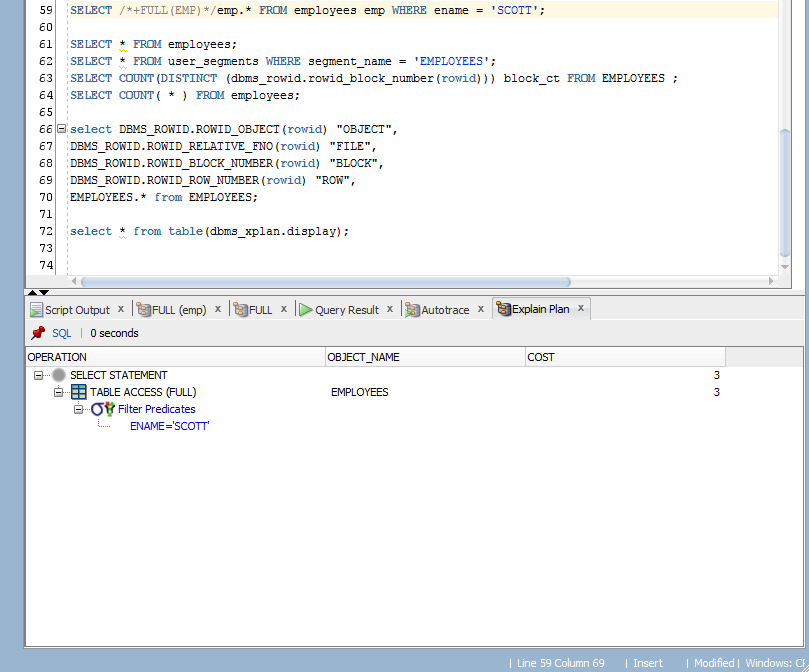 59 SELECT /*+FULL(EMP)*/emp.* FROM employees emp WHERE ename = 'SCOTT';
60
61 SELECT * FROM employees;
62 SELECT * FROM user_segments WHERE segment_name = 'EMPLOYEES';
63 SELECT COUNT(DISTINCT (dbms_rowid.rowid_block_number(rowid))) block_ct FROM EMPLOYEES ;
64 SELECT COUNT( * ) FROM employees;
65
66 select DBMS_ROWID.ROWID_OBJECT(rowid) "OBJECT",
67 DBMS_ROWID.ROWID_RELATIVE_FNO(rowid) "FILE",
68 DBMS_ROWID.ROWID_BLOCK_NUMBER(rowid) "BLOCK",
69 DBMS_ROWID.ROWID_ROW_NUMBER(rowid) "ROW",
70 EMPLOYEES.* from EMPLOYEES;
71
72 select * from table(dbms_xplan.display);
73
74
Script Output x FULL (emp) x FULL x Query Result x Autotrace x Explain Plan x
SQL | 0 seconds
OPERATION OBJECT_NAME COST
SELECT STATEMENT 3
TABLE ACCESS (FULL) EMPLOYEES 3
Filter Predicates
ENAME='SCOTT'
| Line 59 Column 69 | Insert | Modified | Windows: